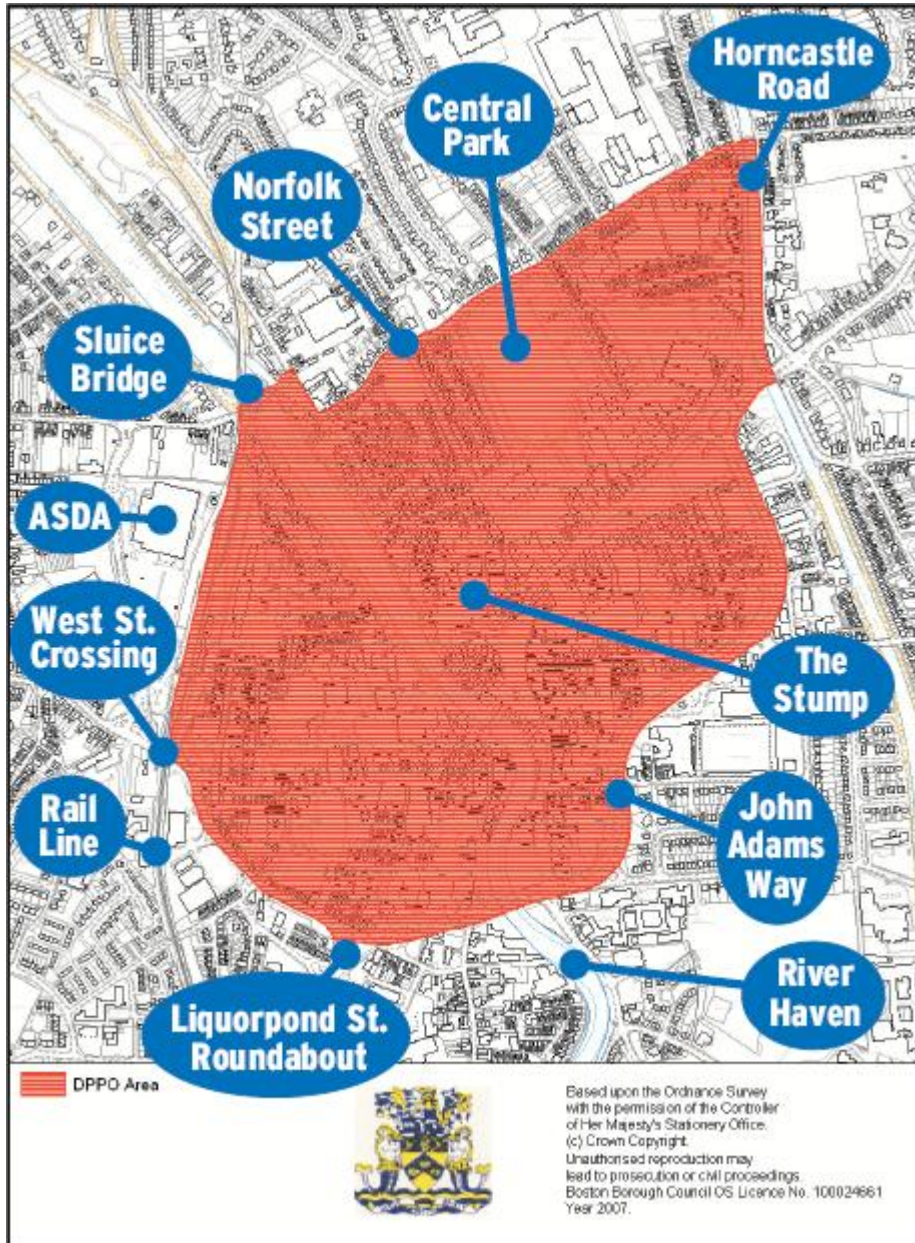 Horncastle
Road
Central
Park
Norfolk
Street
Sluice
Bridge
ASDA
West St.
Crossing
The
Stump
Rail
Line
John
Adams
Way
River
Haven
Liquorpond St.
Roundabout
DPPO Area
Based upon the Ordnance Survey
with the permission of the Controller
of Her Majesty's Stationery Office.
(c) Crown Copyright.
Unauthorised reproduction may
lead to prosecution or civil proceedings.
Boston Borough Council OS Licence No. 100024661
Year 2007.